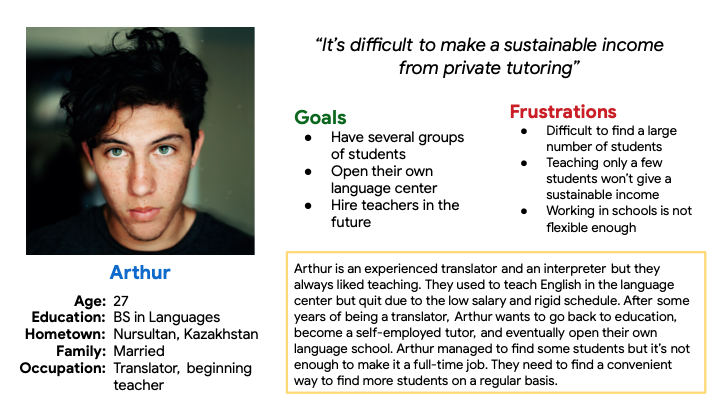 “It’s difficult to make a sustainable income
from private tutoring”
Goals
● Have several groups
of students
● Open their own
language center
● Hire teachers in the
future
Frustrations
● Difficult to find a large
number of students
● Teaching only a few
students won’t give a
sustainable income
● Working in schools is not
flexible enough
Arthur
Age: 27
Education: BS in Languages
Hometown: Nursultan, Kazakhstan
Family: Married
Occupation: Translator, beginning
teacher
Arthur is an experienced translator and an interpreter but they
always liked teaching. They used to teach English in the language
center but quit due to the low salary and rigid schedule. After some
years of being a translator, Arthur wants to go back to education,
become a self-employed tutor, and eventually open their own
language school. Arthur managed to find some students but it’s not
enough to make it a full-time job. They need to find a convenient
way to find more students on a regular basis.